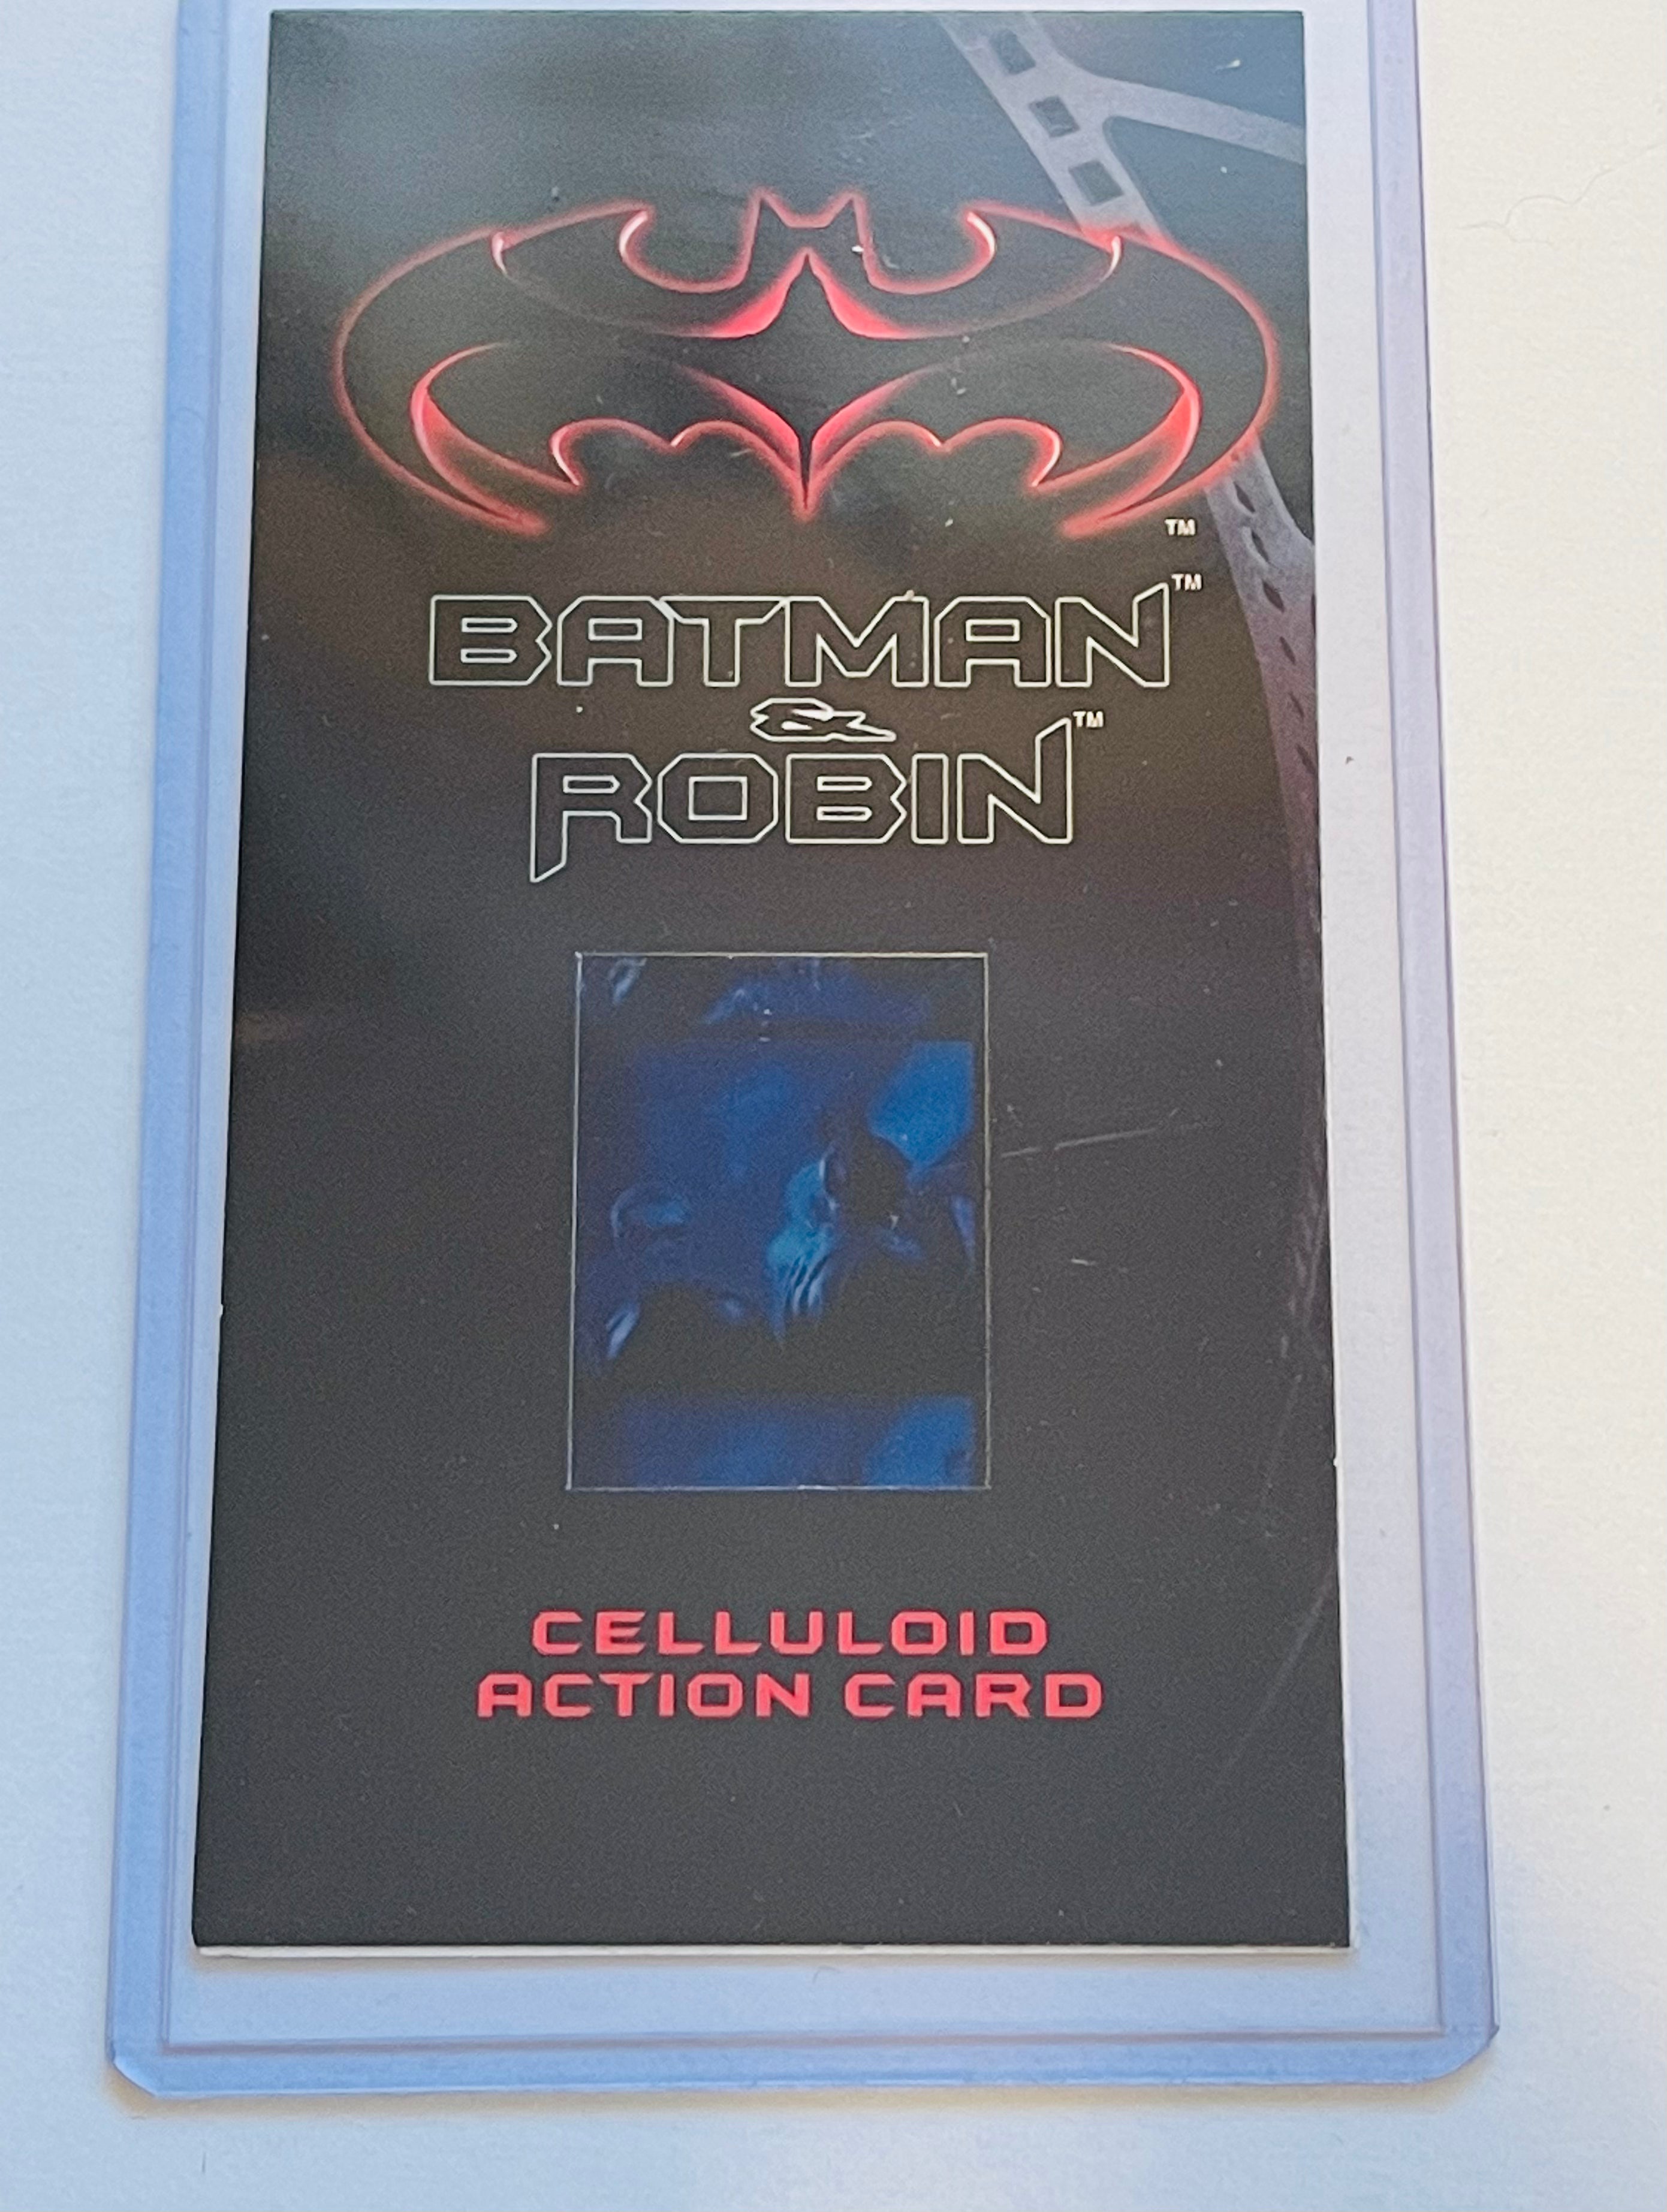 ™
BATMAN™
&
ROBIN™
CELLULOID
ACTION CARD